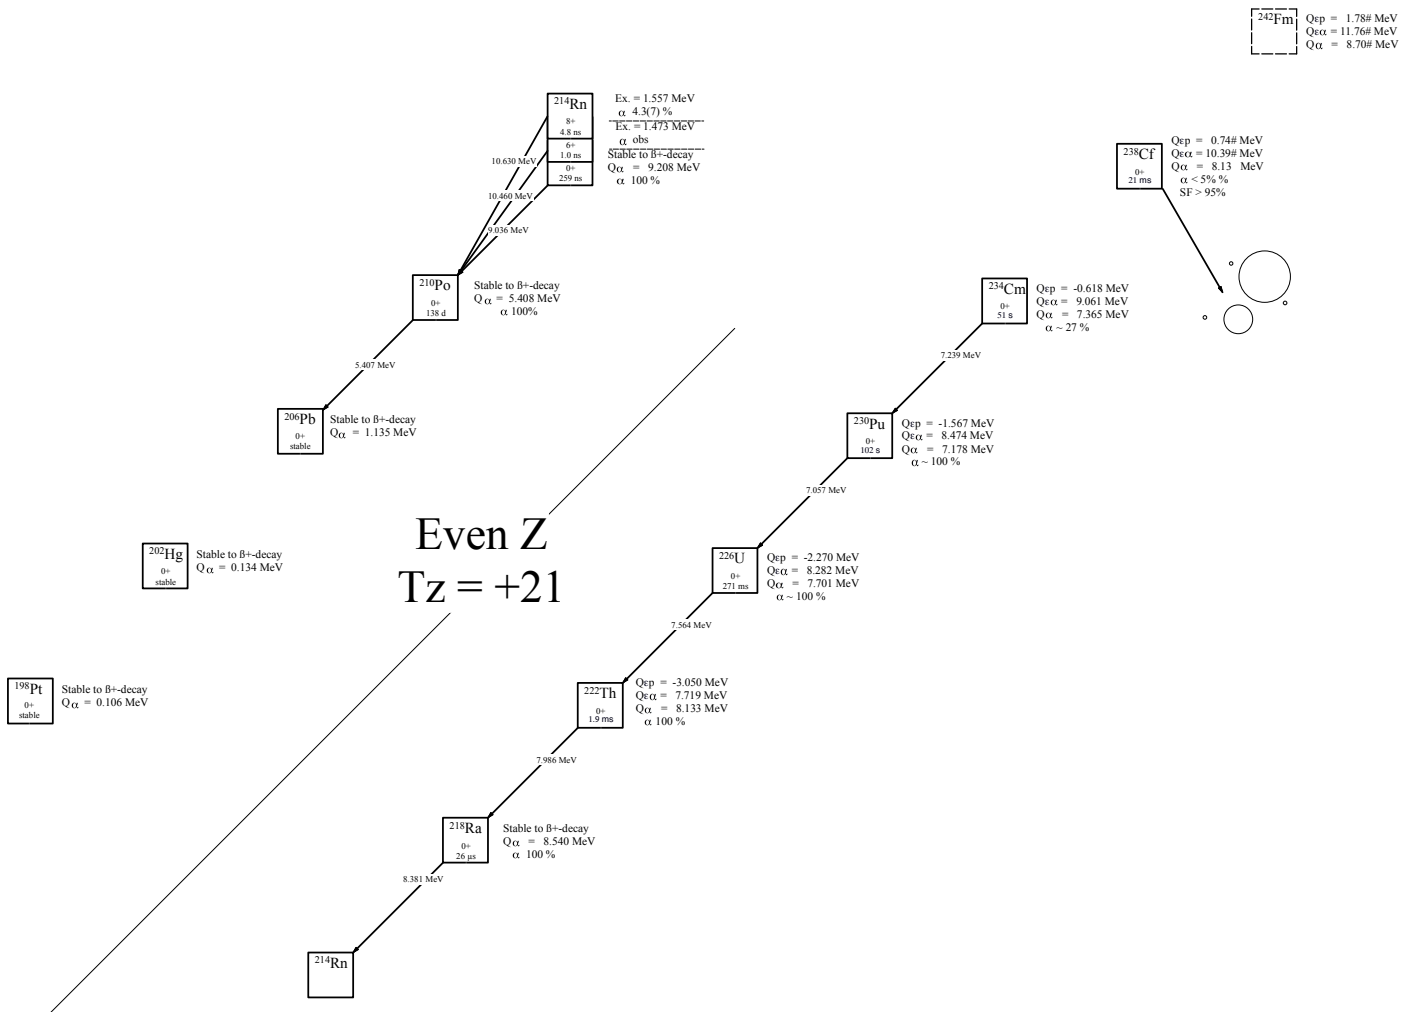 242Fm
Qεp = 1.78# MeV
Qεα = 11.76# MeV
Qα = 8.70# MeV
214Rn
8+
4.8 ns
6+
1.0 ns
0+
259 ns
Ex. = 1.557 MeV
α 4.3(7) %
Ex. = 1.473 MeV
α obs
Stable to ß+-decay
Qα = 9.208 MeV
α 100 %
10.630 MeV
10.460 MeV
9.036 MeV
238Cf
0+
21 ms
Qεp = 0.74# MeV
Qεα = 10.39# MeV
Qα = 8.13 MeV
α < 5% %
SF > 95%
210Po
0+
138 d
Stable to ß+-decay
Qα = 5.408 MeV
α 100%
5.407 MeV
234Cm
0+
51 s
Qεp = -0.618 MeV
Qεα = 9.061 MeV
Qα = 7.365 MeV
α ~ 27 %
7.239 MeV
206Pb
0+
stable
Stable to ß+-decay
Qα = 1.135 MeV
230Pu
0+
102 s
Qεp = -1.567 MeV
Qεα = 8.474 MeV
Qα = 7.178 MeV
α ~ 100 %
7.057 MeV
Even Z
Tz = +21
202Hg
0+
stable
Stable to ß+-decay
Qα = 0.134 MeV
226U
0+
271 ms
Qεp = -2.270 MeV
Qεα = 8.282 MeV
Qα = 7.701 MeV
α ~ 100 %
7.564 MeV
198Pt
0+
stable
Stable to ß+-decay
Qα = 0.106 MeV
222Th
0+
1.9 ms
Qεp = -3.050 MeV
Qεα = 7.719 MeV
Qα = 8.133 MeV
α 100 %
7.986 MeV
218Ra
0+
26 µs
Stable to ß+-decay
Qα = 8.540 MeV
α 100 %
8.381 MeV
214Rn